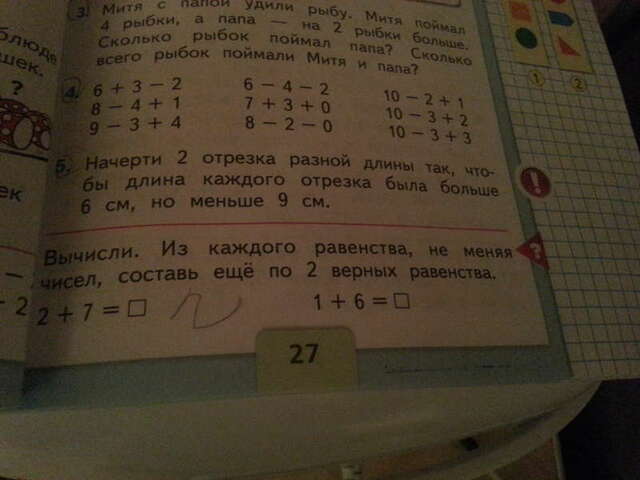 3. Митя с папой удили рыбу. Митя поймал
4 рыбки, а папа — на 2 рыбки больше.
Сколько рыбок поймал папа? Сколько
всего рыбок поймали Митя и папа?
4. 6 + 3 − 2 6 − 4 − 2 10 − 2 + 1
8 − 4 + 1 7 + 3 + 0 10 − 3 + 2
9 − 3 + 4 8 − 2 − 0 10 − 3 + 3
5. Начерти 2 отрезка разной длины так, что-
бы длина каждого отрезка была больше
6 см, но меньше 9 см.
Вычисли. Из каждого равенства, не меняя
чисел, составь ещё по 2 верных равенства.
2 + 7 = □ 1 + 6 = □
27
1 2
!
?